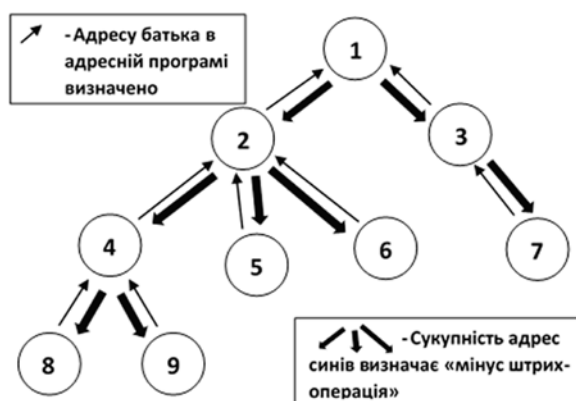 - Адресу батька в
адресній програмі
визначено
1
2
3
4
5
6
7
8
9
- Сукупність адрес
синів визначає «мінус штрих-
операція»